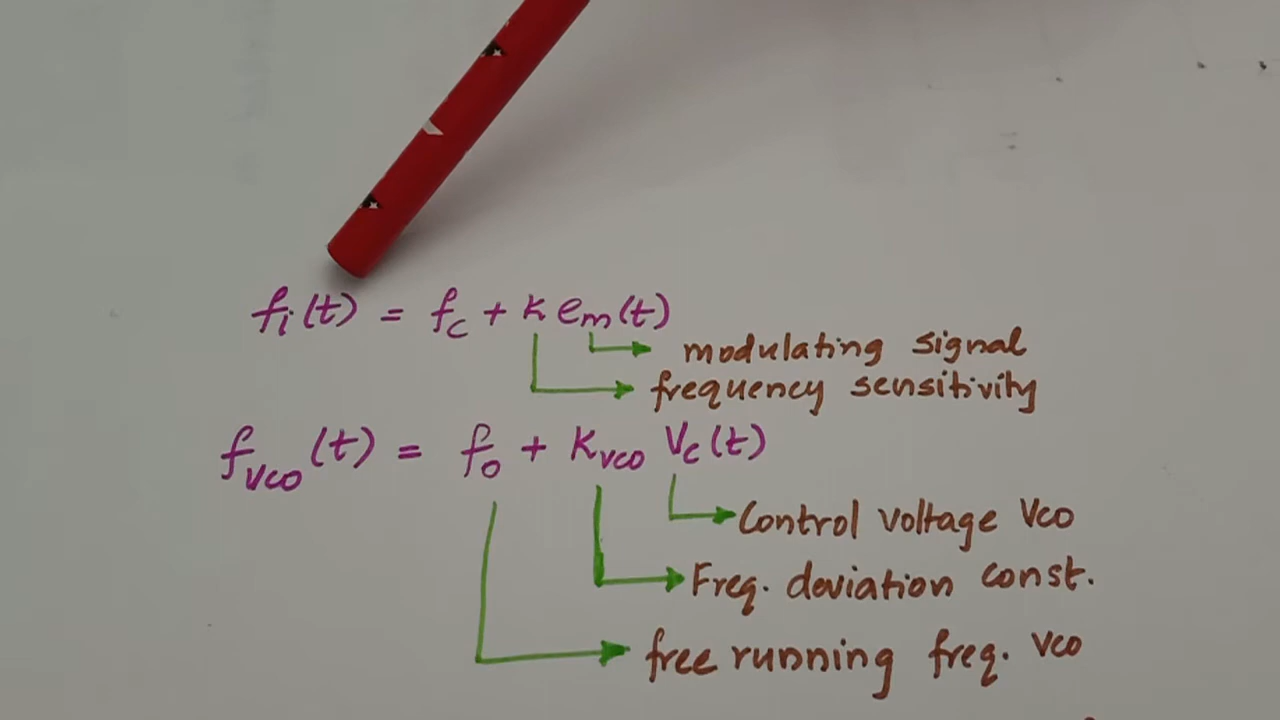 fi(t) = fc + k em(t)
modulating signal
frequency sensitivity
fvco(t) = fo + Kvco Vc(t)
Control voltage Vco
Freq. deviation const.
free running freq. Vco